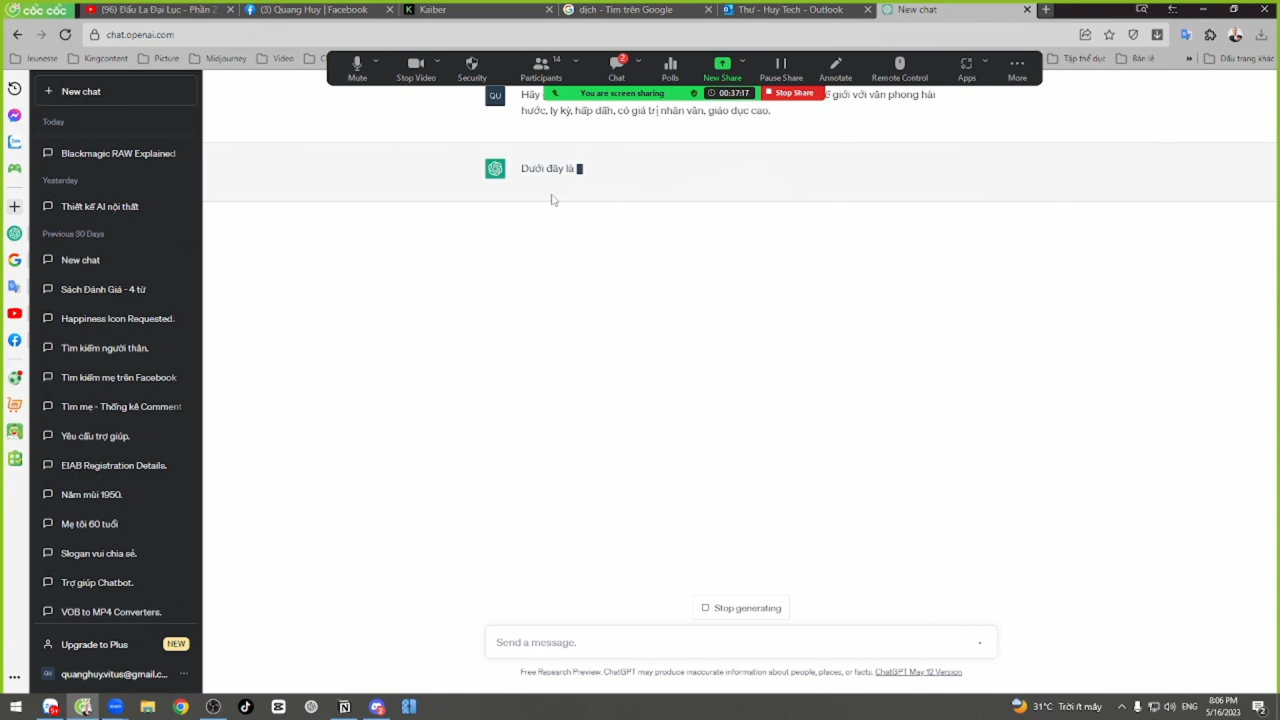 cốc cốc
(96) Đấu La Đại Lục - Phần 2
(3) Quang Huy | Facebook
Kaiber
dịch - Tìm trên Google
Thư - Huy Tech - Outlook
New chat
chat.openai.com
Jeunesse
Kingcontent
Picture
Midjourney
Video
Tập thể dục
Bán lẻ
Dấu trang khác
Mute
Stop Video
Security
14
Participants
2
Chat
Polls
New Share
Pause Share
Annotate
Remote Control
Apps
More
You are screen sharing
00:37:17
Stop Share
New chat
Today
Blackmagic RAW Explained
Yesterday
Thiết kế AI nội thất
Previous 30 Days
New chat
Sách Đánh Giá - 4 từ
Happiness Icon Requested.
Tìm kiếm người thân.
Tìm kiếm mẹ trên Facebook
Tìm mẹ - Thống kê Comment
Yêu cầu trợ giúp.
EIAB Registration Details.
Năm mùi 1950.
Mẹ tôi 60 tuổi
Slogan vui chia sẻ.
Trợ giúp Chatbot.
VOB to MP4 Converters.
Upgrade to Plus
NEW
QU
@gmail.c...
QU
Hãy
giới với văn phong hài
hước, ly kỳ, hấp dẫn, có giá trị nhân văn, giáo dục cao.
Dưới đây là
Stop generating
Send a message.
Free Research Preview. ChatGPT may produce inaccurate information about people, places, or facts. ChatGPT May 12 Version
31°C Trời ít mây
ENG
8:06 PM
5/16/2023
2